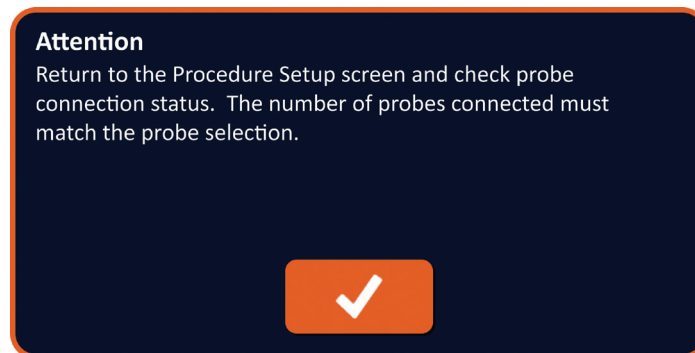 Attention
Return to the Procedure Setup screen and check probe
connection status.  The number of probes connected must
match the probe selection.